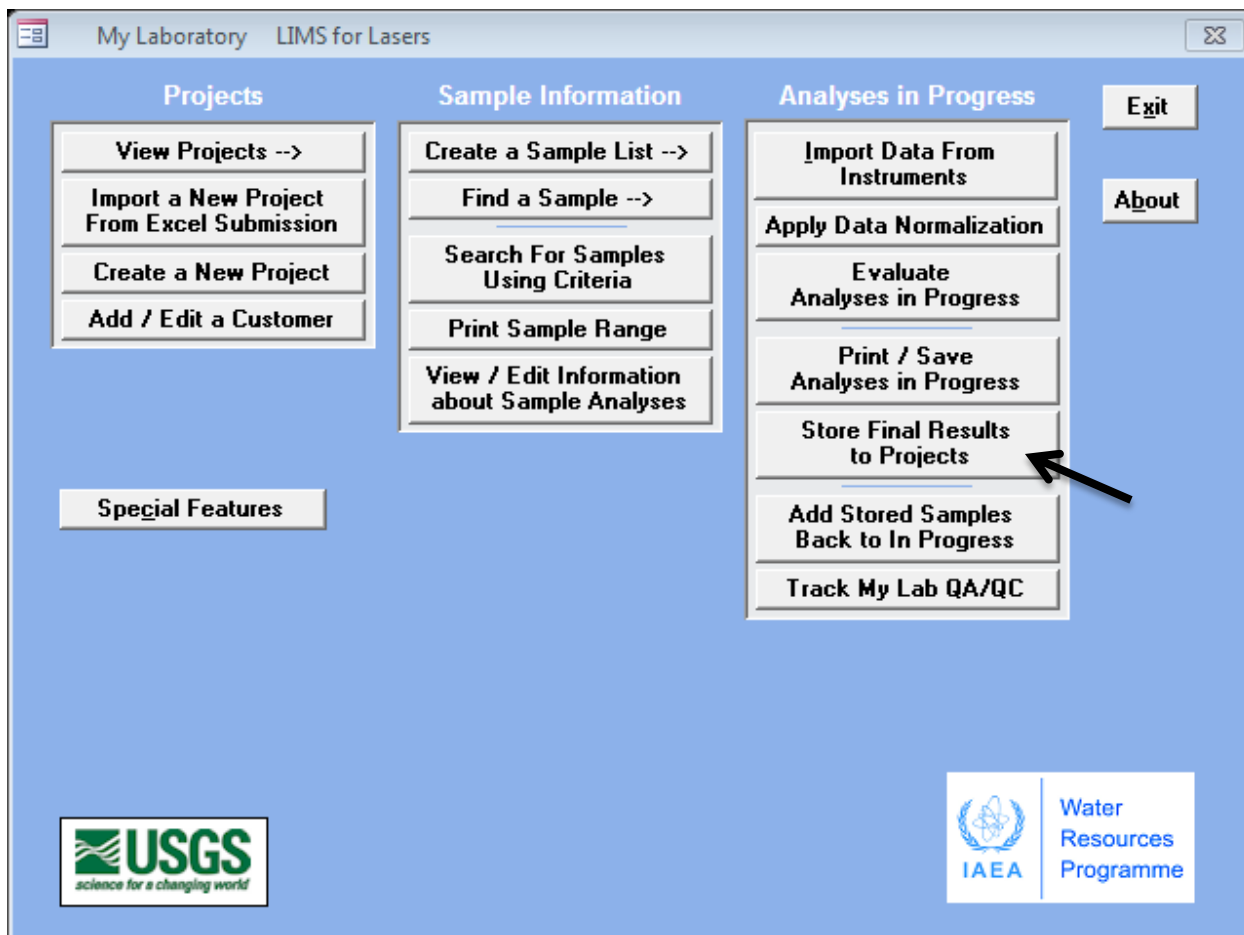 My Laboratory LIMS for Lasers
Projects
View Projects -->
Import a New Project
From Excel Submission
Create a New Project
Add / Edit a Customer
Special Features
Sample Information
Create a Sample List -->
Find a Sample -->
Search For Samples
Using Criteria
Print Sample Range
View / Edit Information
about Sample Analyses
Analyses in Progress
Import Data From
Instruments
Apply Data Normalization
Evaluate
Analyses in Progress
Print / Save
Analyses in Progress
Store Final Results
to Projects
Add Stored Samples
Back to In Progress
Track My Lab QA/QC
Exit
About
USGS
science for a changing world
IAEA
Water
Resources
Programme